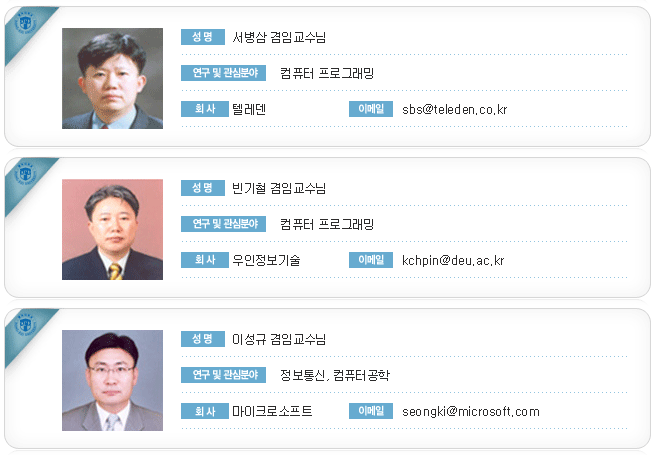 성 명 서병삼 겸임교수님
연구 및 관심분야 컴퓨터 프로그래밍
회 사 텔레덴 이메일 sbs@teleden.co.kr
성 명 빈기철 겸임교수님
연구 및 관심분야 컴퓨터 프로그래밍
회 사 우인정보기술 이메일 kchpin@deu.ac.kr
성 명 이성규 겸임교수님
연구 및 관심분야 정보통신, 컴퓨터공학
회 사 마이크로소프트 이메일 seongki@microsoft.com